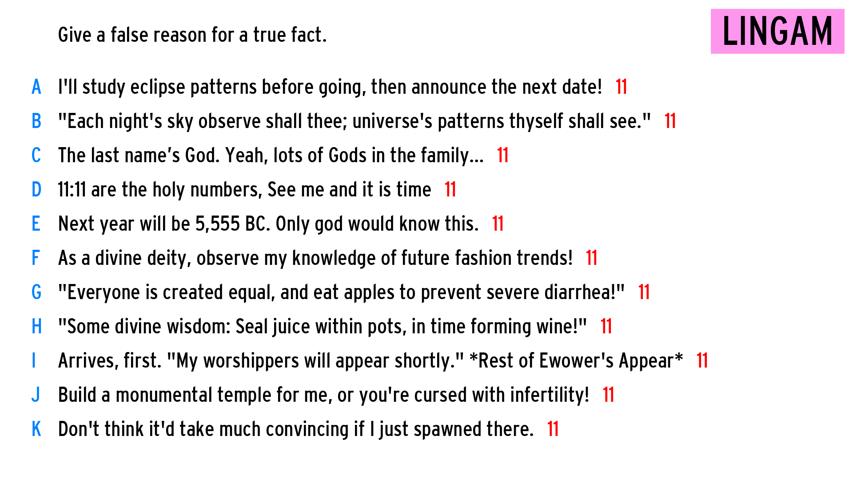 Give a false reason for a true fact.
LINGAM
A I'll study eclipse patterns before going, then announce the next date! 11
B "Each night's sky observe shall thee; universe's patterns thyself shall see." 11
C The last name's God. Yeah, lots of Gods in the family... 11
D 11:11 are the holy numbers, See me and it is time 11
E Next year will be 5,555 BC. Only god would know this. 11
F As a divine deity, observe my knowledge of future fashion trends! 11
G "Everyone is created equal, and eat apples to prevent severe diarrhea!" 11
H "Some divine wisdom: Seal juice within pots, in time forming wine!" 11
I Arrives, first. "My worshippers will appear shortly." *Rest of Ewower's Appear* 11
J Build a monumental temple for me, or you're cursed with infertility! 11
K Don't think it'd take much convincing if I just spawned there. 11